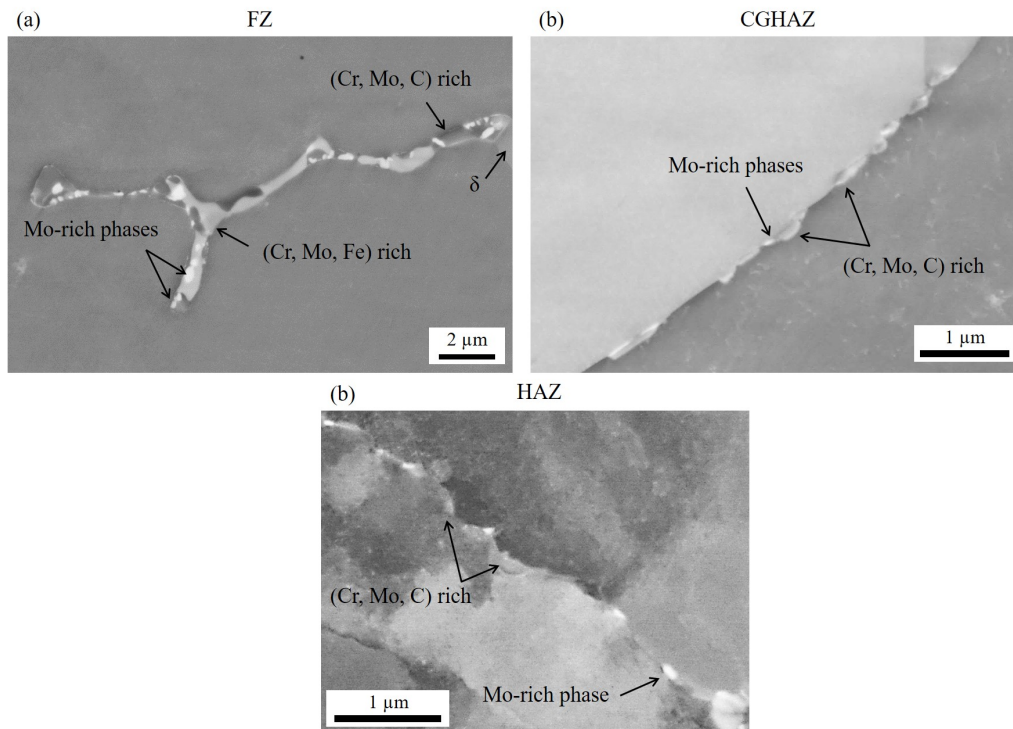 (a) FZ
(b) CGHAZ
(Cr, Mo, C) rich
δ
Mo-rich phases
(Cr, Mo, Fe) rich
2 µm
Mo-rich phases
(Cr, Mo, C) rich
1 µm
(b) HAZ
(Cr, Mo, C) rich
Mo-rich phase
1 µm